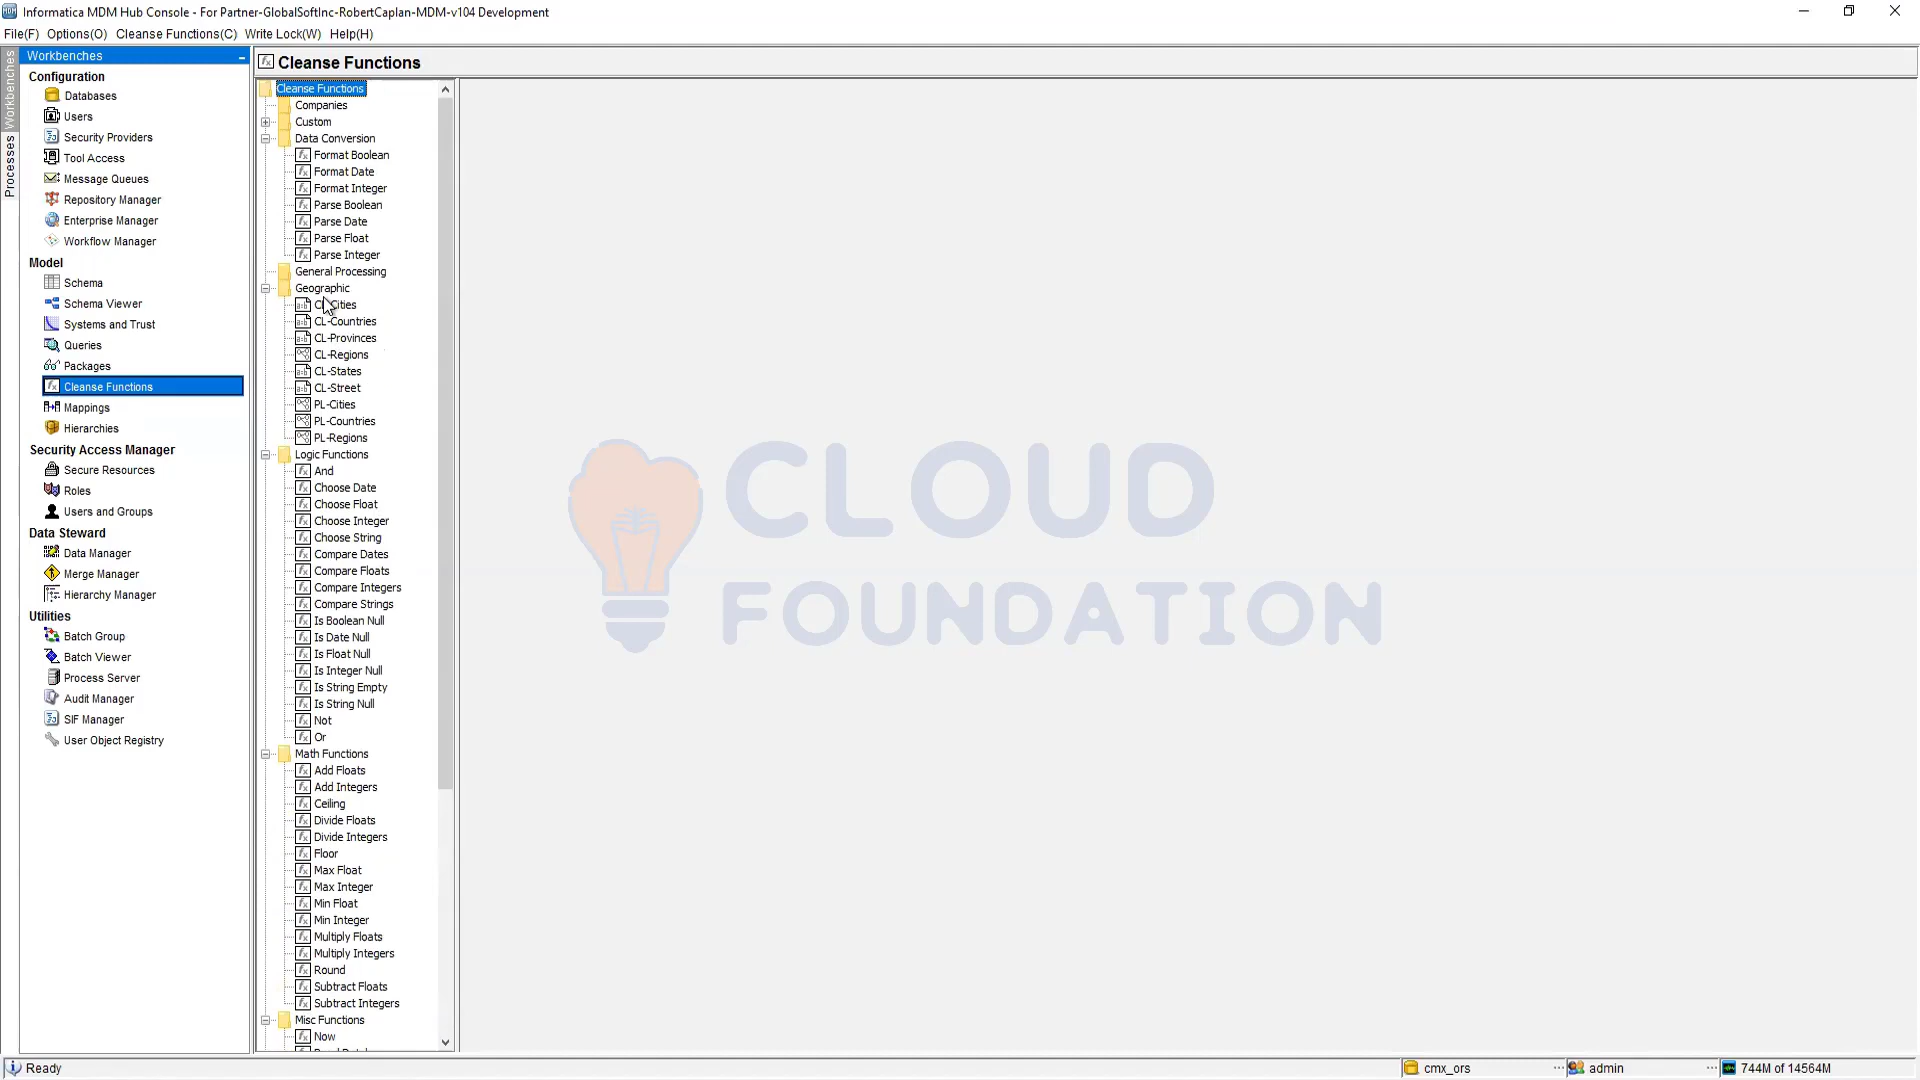 Informatica MDM Hub Console - For Partner-GlobalSoftInc-RobertCaplan-MDM-v104 Development
File(F) Options(O) Cleanse Functions(C) Write Lock(W) Help(H)
Workbenches
Processes
Workbenches
Configuration
Databases
Users
Security Providers
Tool Access
Message Queues
Repository Manager
Enterprise Manager
Workflow Manager
Model
Schema
Schema Viewer
Systems and Trust
Queries
Packages
Cleanse Functions
Mappings
Hierarchies
Security Access Manager
Secure Resources
Roles
Users and Groups
Data Steward
Data Manager
Merge Manager
Hierarchy Manager
Utilities
Batch Group
Batch Viewer
Process Server
Audit Manager
SIF Manager
User Object Registry
Cleanse Functions
Cleanse Functions
Companies
Custom
Data Conversion
Format Boolean
Format Date
Format Integer
Parse Boolean
Parse Date
Parse Float
Parse Integer
General Processing
Geographic
CL-Cities
CL-Countries
CL-Provinces
CL-Regions
CL-States
CL-Street
PL-Cities
PL-Countries
PL-Regions
Logic Functions
And
Choose Date
Choose Float
Choose Integer
Choose String
Compare Dates
Compare Floats
Compare Integers
Compare Strings
Is Boolean Null
Is Date Null
Is Float Null
Is Integer Null
Is String Empty
Is String Null
Not
Or
Math Functions
Add Floats
Add Integers
Ceiling
Divide Floats
Divide Integers
Floor
Max Float
Max Integer
Min Float
Min Integer
Multiply Floats
Multiply Integers
Round
Subtract Floats
Subtract Integers
Misc Functions
Now
CLOUD
FOUNDATION
Ready
cmx_ors
admin
744M of 14564M